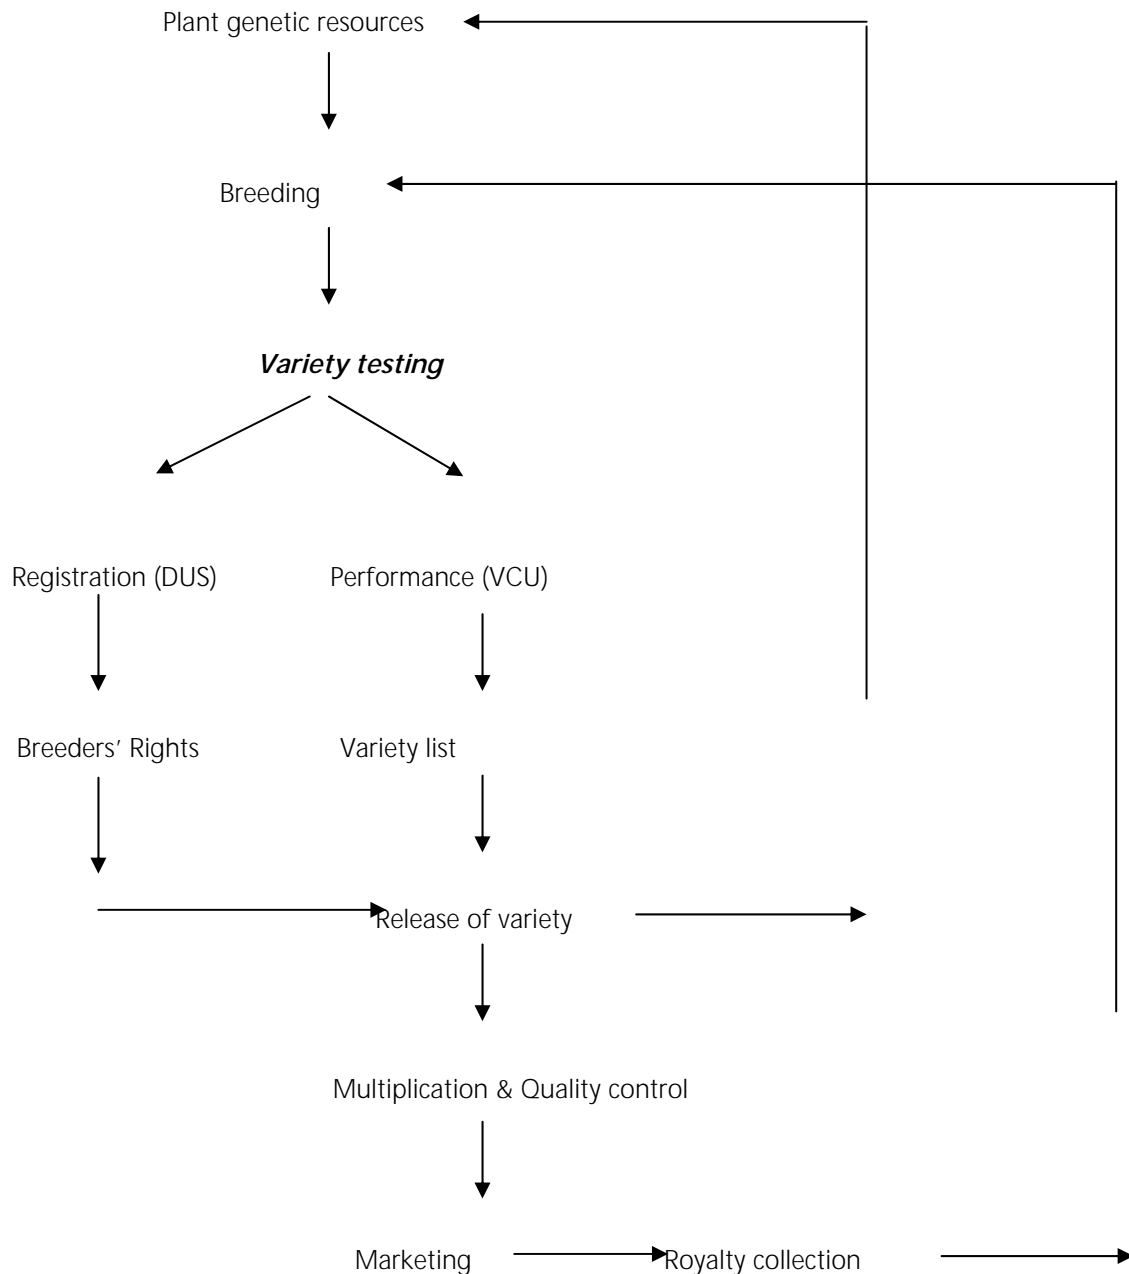 Plant genetic resources
Breeding
Variety testing
Registration (DUS)
Performance (VCU)
Breeders’ Rights
Variety list
Release of variety
Multiplication & Quality control
Marketing
Royalty collection